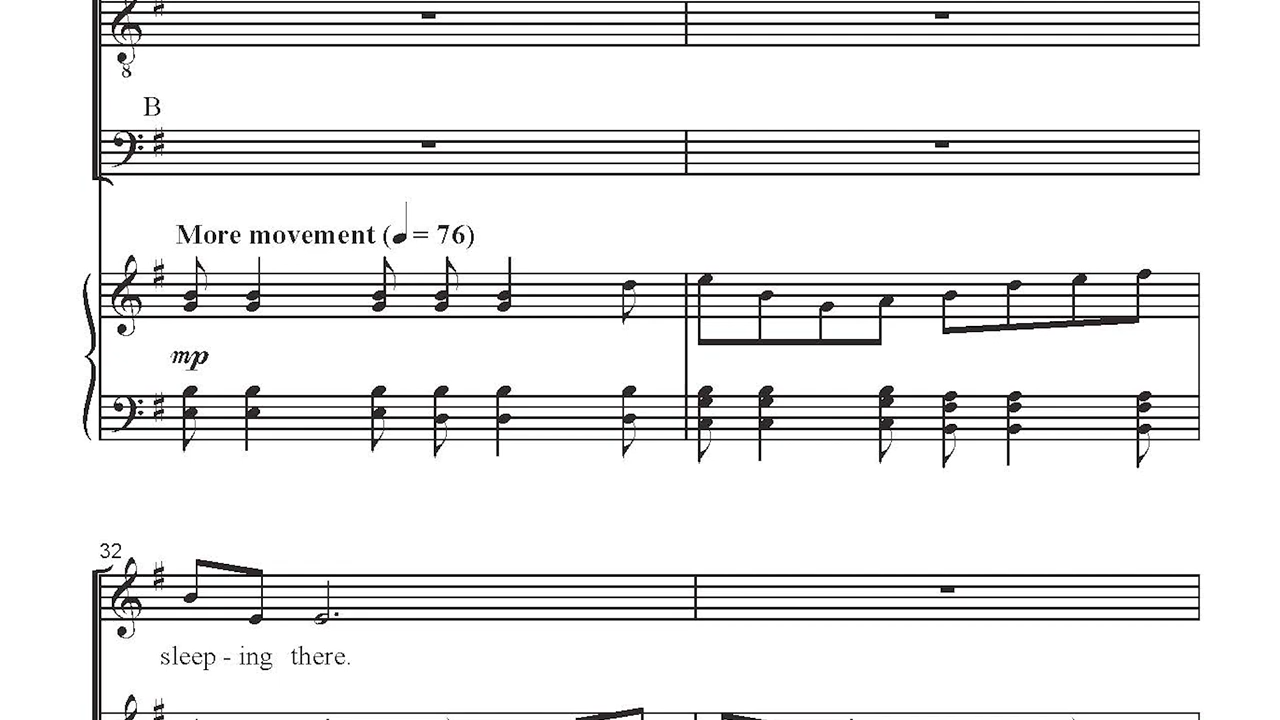 8
B
More movement (♩= 76)
mp
32
sleep - ing there.